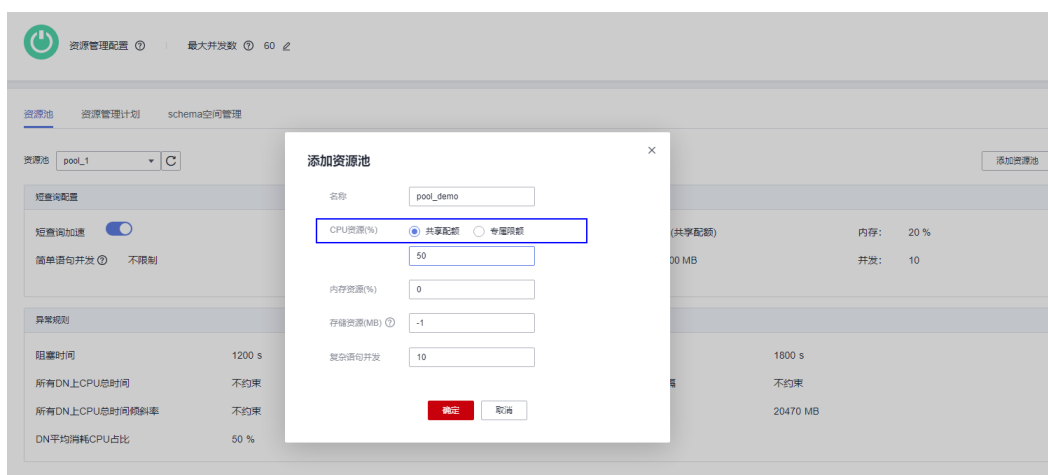 资源管理配置 最大并发数 60
资源池 资源管理计划 schema空间管理
资源池 pool_1 添加资源池
短查询配置
短查询加速 (共享配额) 内存: 20 %
简单语句并发 不限制 00 MB 并发: 10
异常规则
阻塞时间 1200 s 1800 s
所有DN上CPU总时间 不约束 不约束
所有DN上CPU总时间倾斜率 不约束 20470 MB
DN平均消耗CPU占比 50 %
添加资源池
名称 pool_demo
CPU资源(%) 共享配额 专属限额
50
内存资源(%) 0
存储资源(MB) -1
复杂语句并发 10
确定 取消